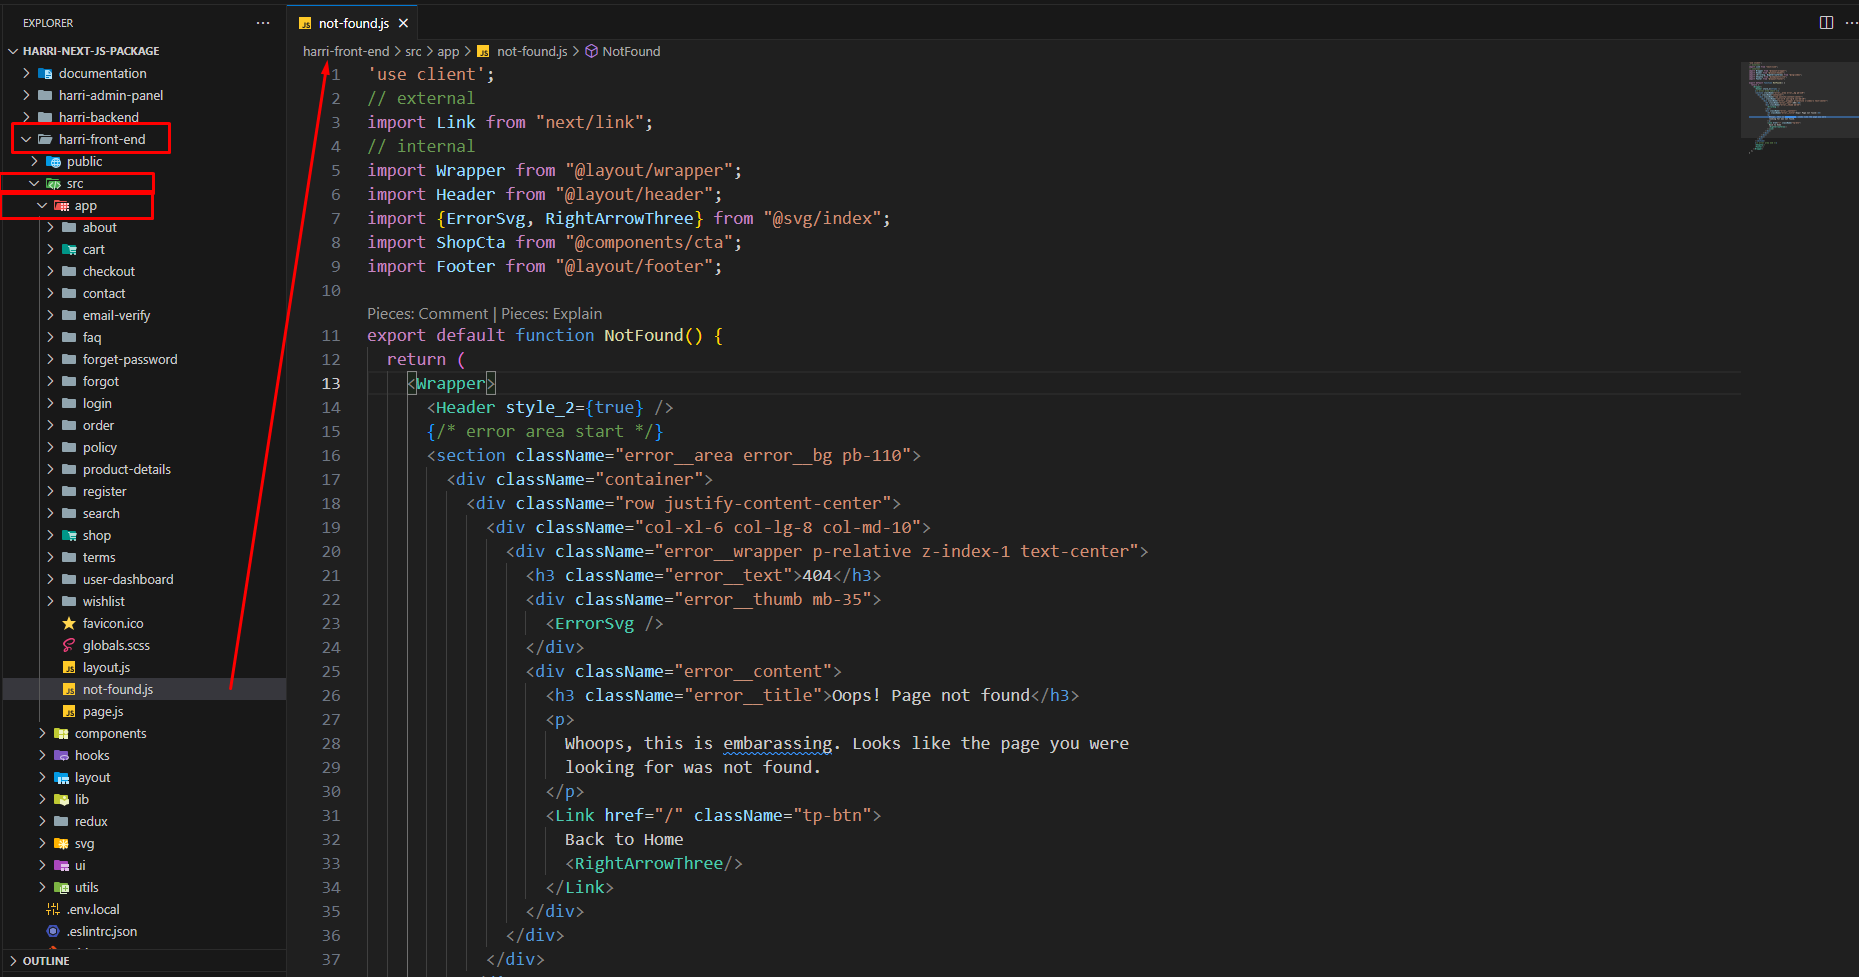 EXPLORER
HARRI-NEXT-JS-PACKAGE
documentation
harri-admin-panel
harri-backend
harri-front-end
public
src
app
about
cart
checkout
contact
email-verify
faq
forget-password
forgot
login
order
policy
product-details
register
search
shop
terms
user-dashboard
wishlist
favicon.ico
globals.scss
layout.js
not-found.js
page.js
components
hooks
layout
lib
redux
svg
ui
utils
.env.local
.eslintrc.json
OUTLINE
JS not-found.js
harri-front-end > src > app > JS not-found.js > NotFound
1 'use client';
2 // external
3 import Link from "next/link";
4 // internal
5 import Wrapper from "@layout/wrapper";
6 import Header from "@layout/header";
7 import {ErrorSvg, RightArrowThree} from "@svg/index";
8 import ShopCta from "@components/cta";
9 import Footer from "@layout/footer";
10
Pieces: Comment | Pieces: Explain
11 export default function NotFound() {
12 return (
13 <Wrapper>
14 <Header style_2={true} />
15 {/* error area start */}
16 <section className="error__area error__bg pb-110">
17 <div className="container">
18 <div className="row justify-content-center">
19 <div className="col-xl-6 col-lg-8 col-md-10">
20 <div className="error__wrapper p-relative z-index-1 text-center">
21 <h3 className="error__text">404</h3>
22 <div className="error__thumb mb-35">
23 <ErrorSvg />
24 </div>
25 <div className="error__content">
26 <h3 className="error__title">Oops! Page not found</h3>
27 <p>
28 Whoops, this is embarassing. Looks like the page you were
29 looking for was not found.
30 </p>
31 <Link href="/" className="tp-btn">
32 Back to Home
33 <RightArrowThree/>
34 </Link>
35 </div>
36 </div>
37 </div>